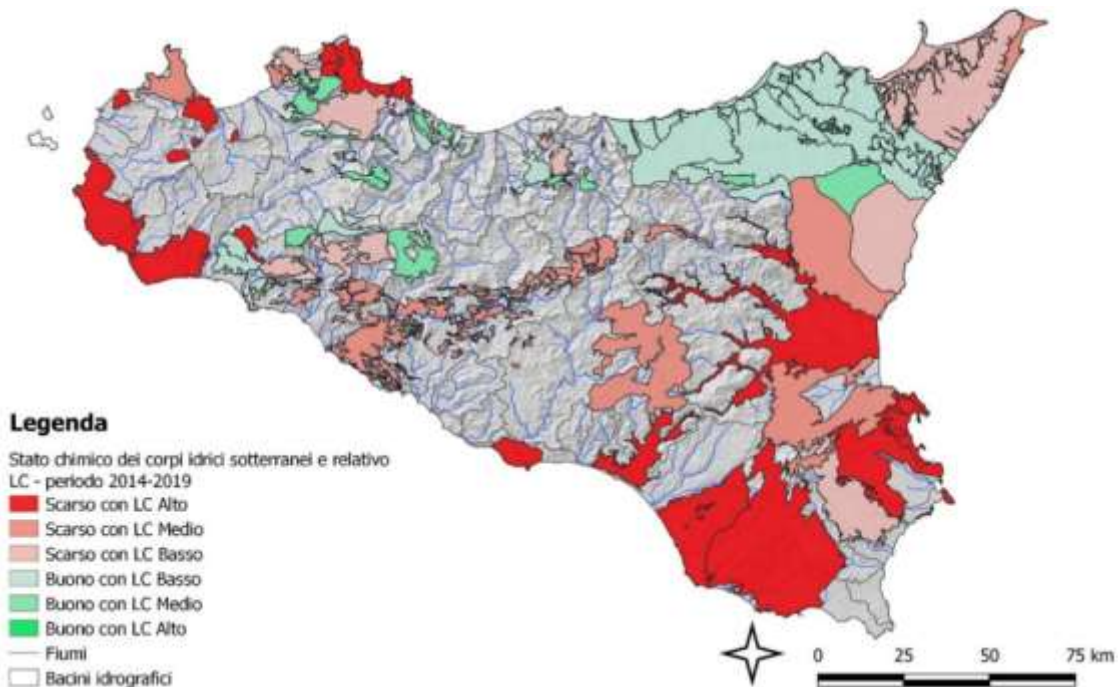 Legenda
Stato chimico dei corpi idrici sotterranei e relativo
LC - periodo 2014-2019
Scarso con LC Alto
Scarso con LC Medio
Scarso con LC Basso
Buono con LC Basso
Buono con LC Medio
Buono con LC Alto
Fiumi
Bacini idrografici
0 25 50 75 km